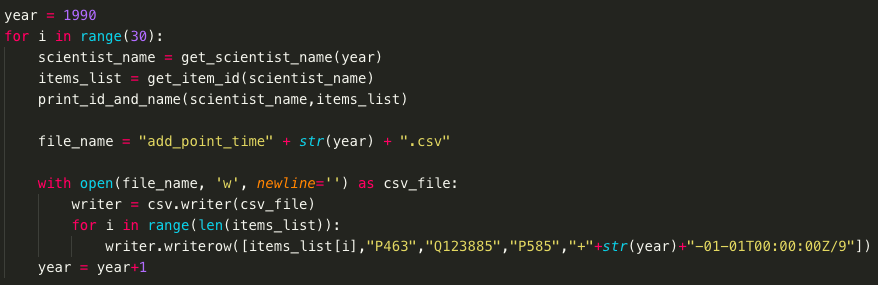 year = 1990
for i in range(30):
    scientist_name = get_scientist_name(year)
    items_list = get_item_id(scientist_name)
    print_id_and_name(scientist_name,items_list)

    file_name = "add_point_time" + str(year) + ".csv"

    with open(file_name, 'w', newline='') as csv_file:
        writer = csv.writer(csv_file)
        for i in range(len(items_list)):
            writer.writerow([items_list[i],"P463","Q123885","P585","+"+str(year)+"-01-01T00:00:00Z/9"])
    year = year+1